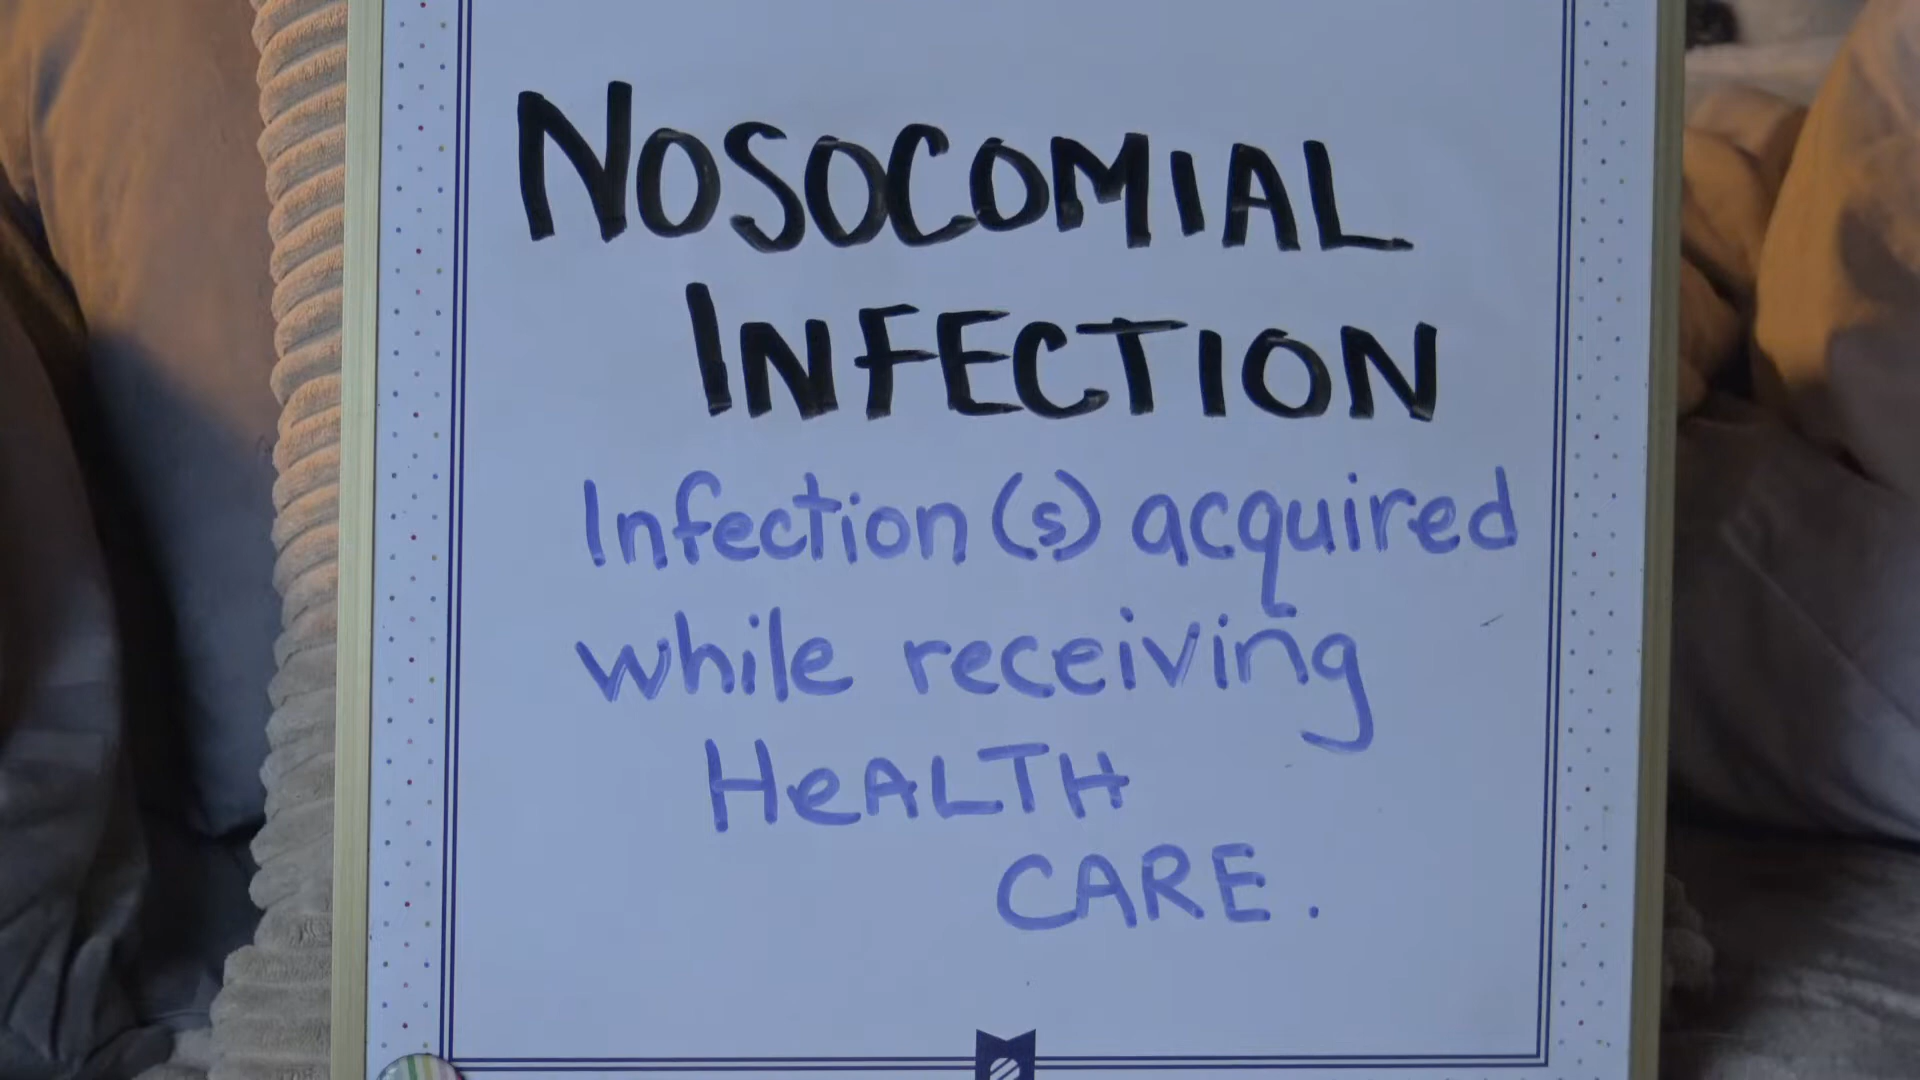 NOSOCOMIAL
INFECTION
Infection(s) acquired
while receiving
HeALTH
CARE.